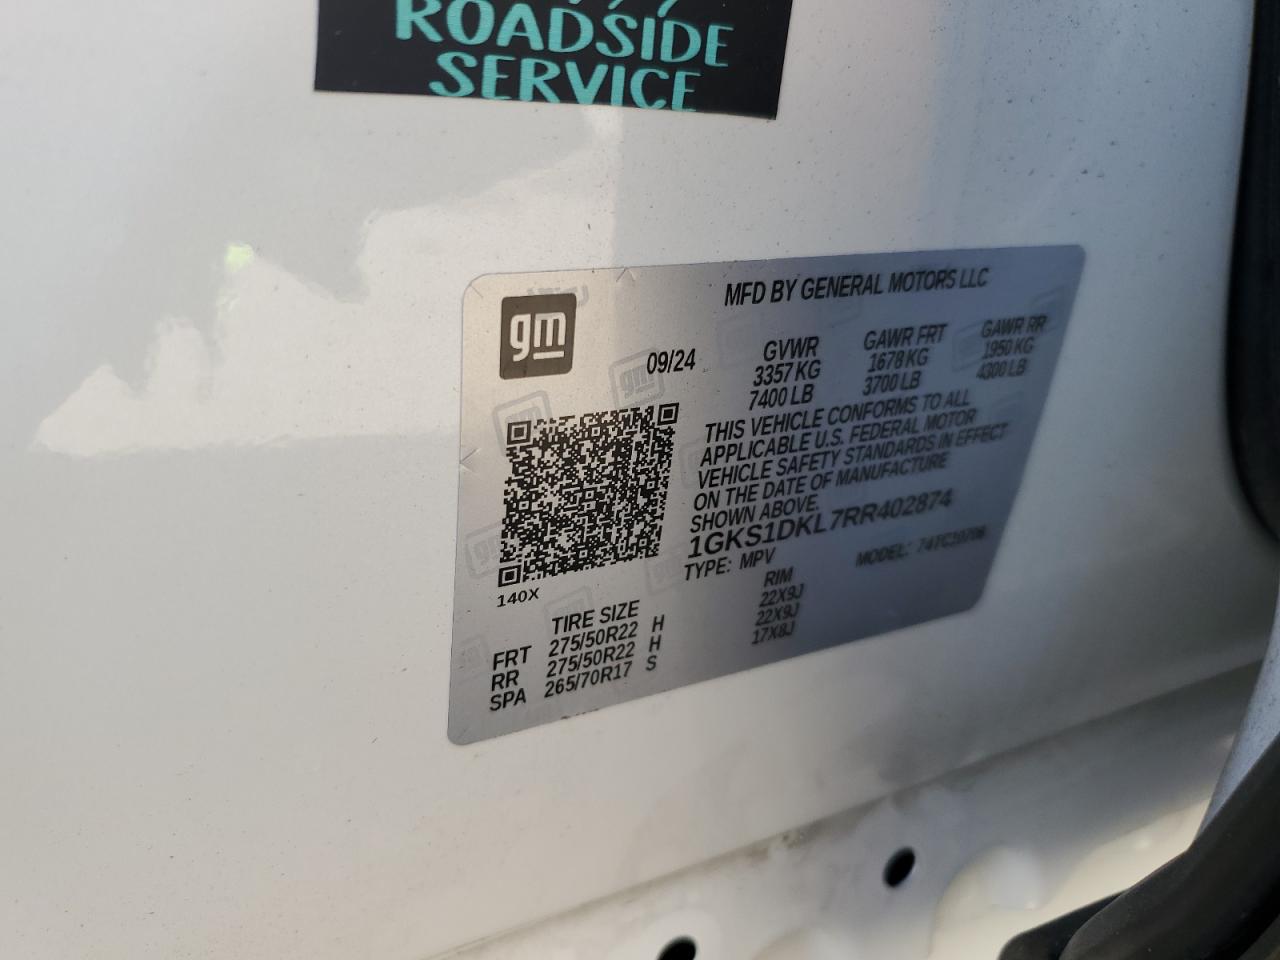 ROADSIDE
SERVICE
gm
MFD BY GENERAL MOTORS LLC
09/24
GVWR GAWR FRT GAWR RR
3357 KG 1678 KG 1950 KG
7400 LB 3700 LB 4300 LB
THIS VEHICLE CONFORMS TO ALL
APPLICABLE U.S. FEDERAL MOTOR
VEHICLE SAFETY STANDARDS IN EFFECT
ON THE DATE OF MANUFACTURE
SHOWN ABOVE.
1GKS1DKL7RR402874
TYPE: MPV MODEL:
140X
TIRE SIZE RIM
FRT 275/50R22 H 22X9J
RR 275/50R22 H 22X9J
SPA 265/70R17 S 17X8J